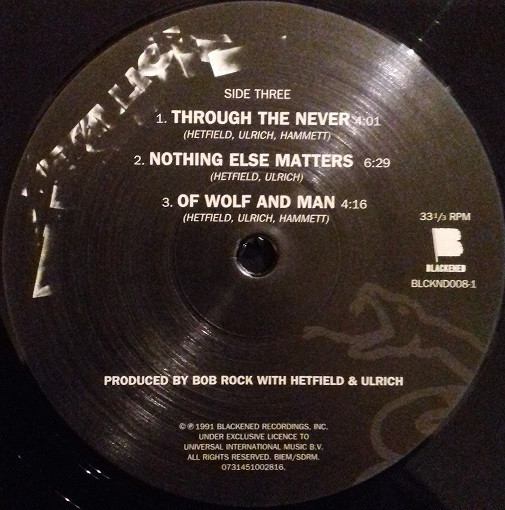 METALLICA
SIDE THREE
1. THROUGH THE NEVER 4:01
(HETFIELD, ULRICH, HAMMETT)
2. NOTHING ELSE MATTERS 6:29
(HETFIELD, ULRICH)
3. OF WOLF AND MAN 4:16
(HETFIELD, ULRICH, HAMMETT)
33 1/3 RPM
B
BLACKENED
BLCKND008-1
PRODUCED BY BOB ROCK WITH HETFIELD & ULRICH
© ℗ 1991 BLACKENED RECORDINGS, INC.
UNDER EXCLUSIVE LICENCE TO
UNIVERSAL INTERNATIONAL MUSIC B.V.
ALL RIGHTS RESERVED. BIEM/SDRM.
0731451002816.